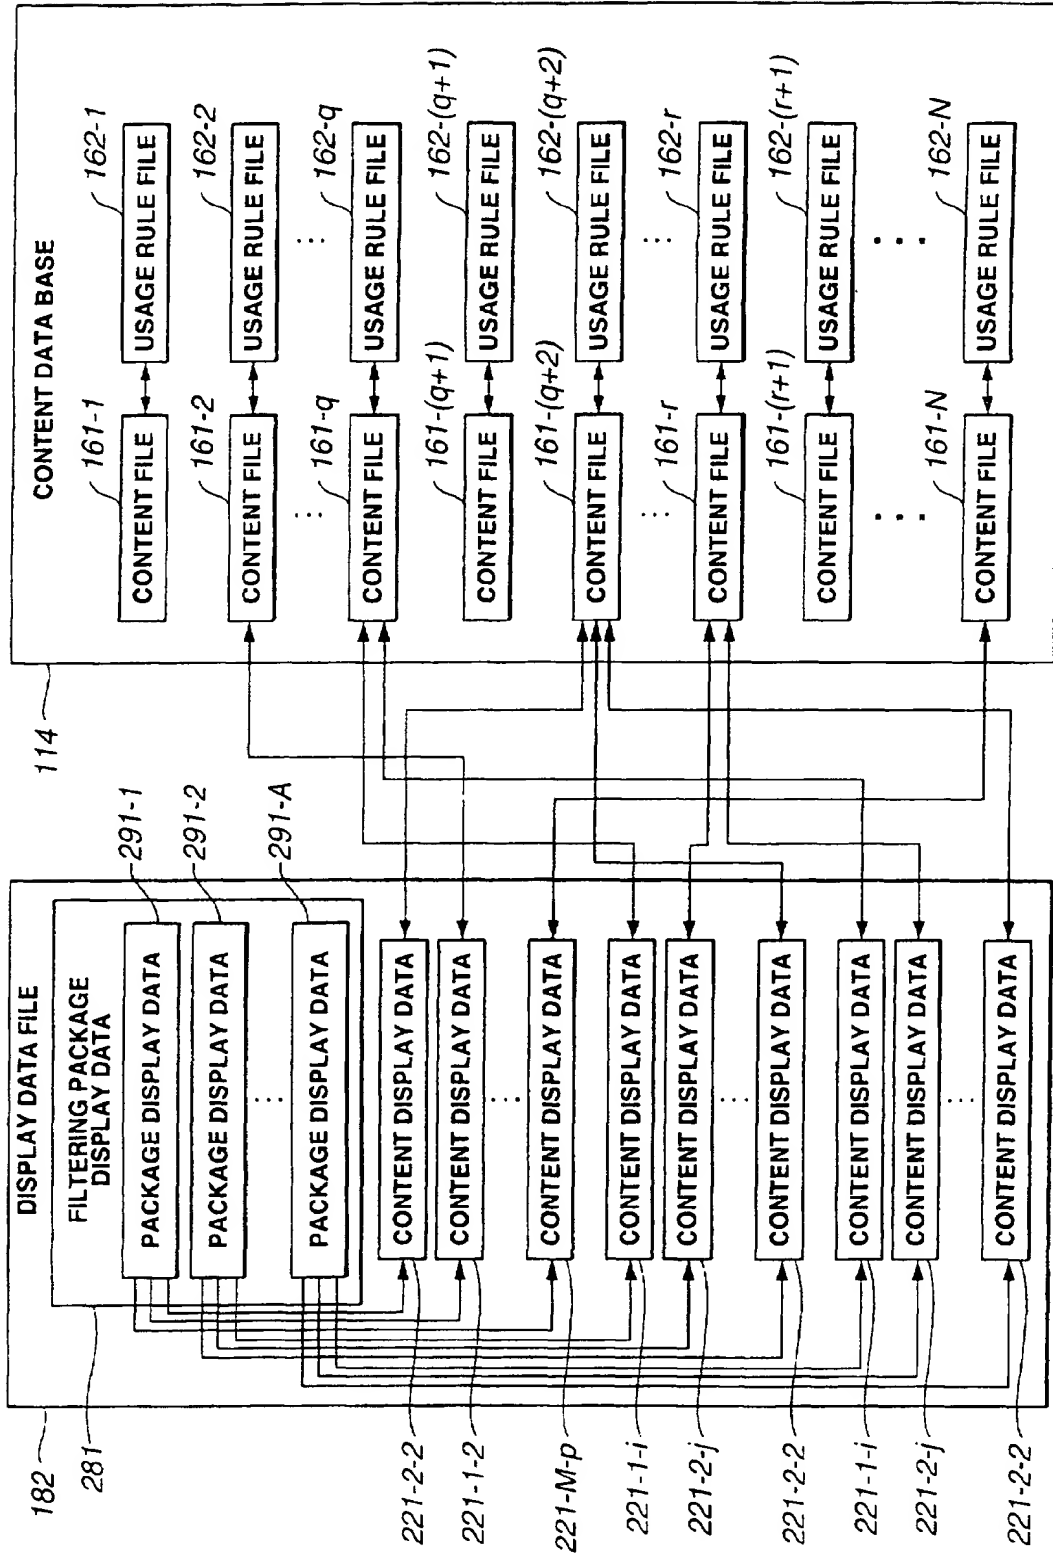 CONTENT DATA BASE
114
161-1
CONTENT FILE
162-1
USAGE RULE FILE
161-2
CONTENT FILE
162-2
USAGE RULE FILE
161-q
CONTENT FILE
162-q
USAGE RULE FILE
161-(q+1)
CONTENT FILE
162-(q+1)
USAGE RULE FILE
161-(q+2)
CONTENT FILE
162-(q+2)
USAGE RULE FILE
161-r
CONTENT FILE
162-r
USAGE RULE FILE
161-(r+1)
CONTENT FILE
162-(r+1)
USAGE RULE FILE
161-N
CONTENT FILE
162-N
USAGE RULE FILE
182
DISPLAY DATA FILE
281
FILTERING PACKAGE
DISPLAY DATA
PACKAGE DISPLAY DATA
291-1
PACKAGE DISPLAY DATA
291-2
PACKAGE DISPLAY DATA
291-A
221-2-2
CONTENT DISPLAY DATA
221-1-2
CONTENT DISPLAY DATA
221-M-p
CONTENT DISPLAY DATA
221-1-i
CONTENT DISPLAY DATA
221-2-j
CONTENT DISPLAY DATA
221-2-2
CONTENT DISPLAY DATA
221-1-i
CONTENT DISPLAY DATA
221-2-j
CONTENT DISPLAY DATA
221-2-2
CONTENT DISPLAY DATA